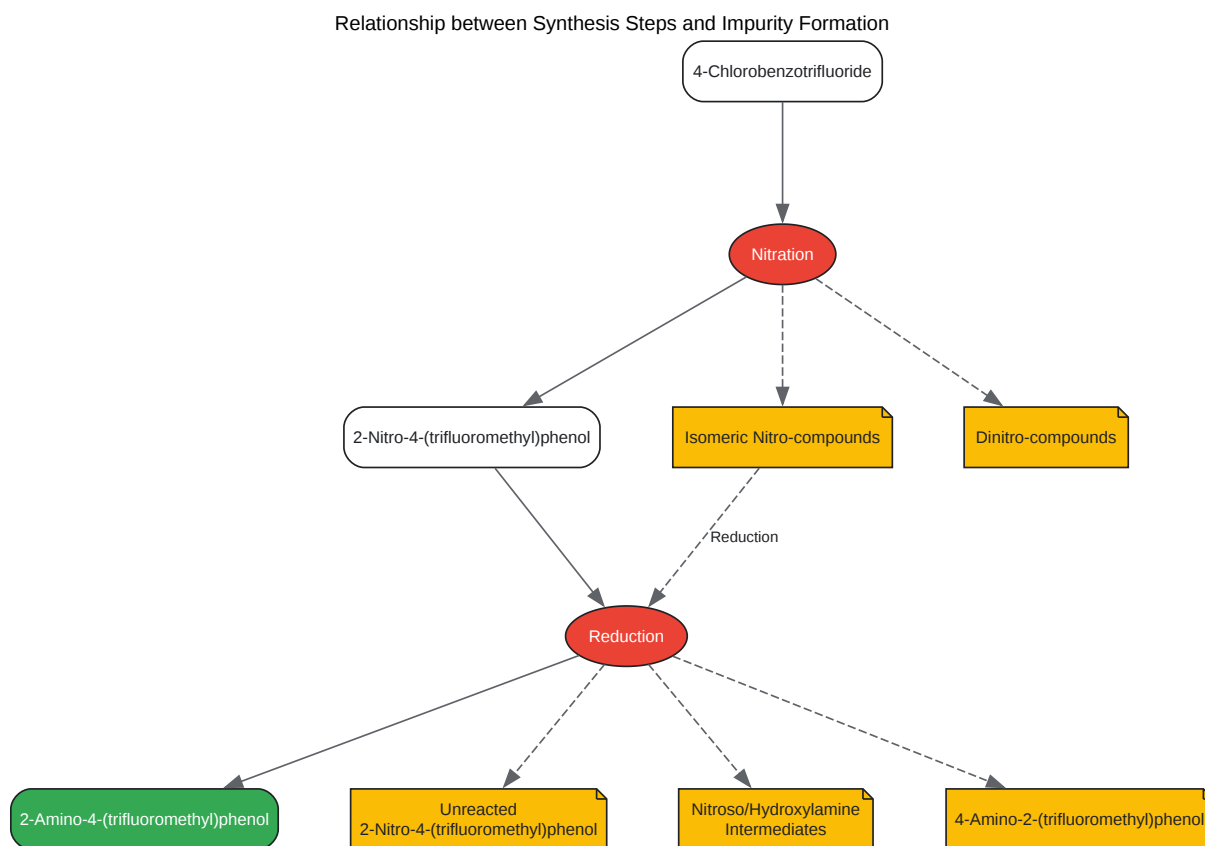 Relationship between Synthesis Steps and Impurity Formation
4-Chlorobenzotrifluoride
Nitration
2-Nitro-4-(trifluoromethyl)phenol
Isomeric Nitro-compounds
Dinitro-compounds
Reduction
Reduction
2-Amino-4-(trifluoromethyl)phenol
Unreacted
2-Nitro-4-(trifluoromethyl)phenol
Nitroso/Hydroxylamine
Intermediates
4-Amino-2-(trifluoromethyl)phenol